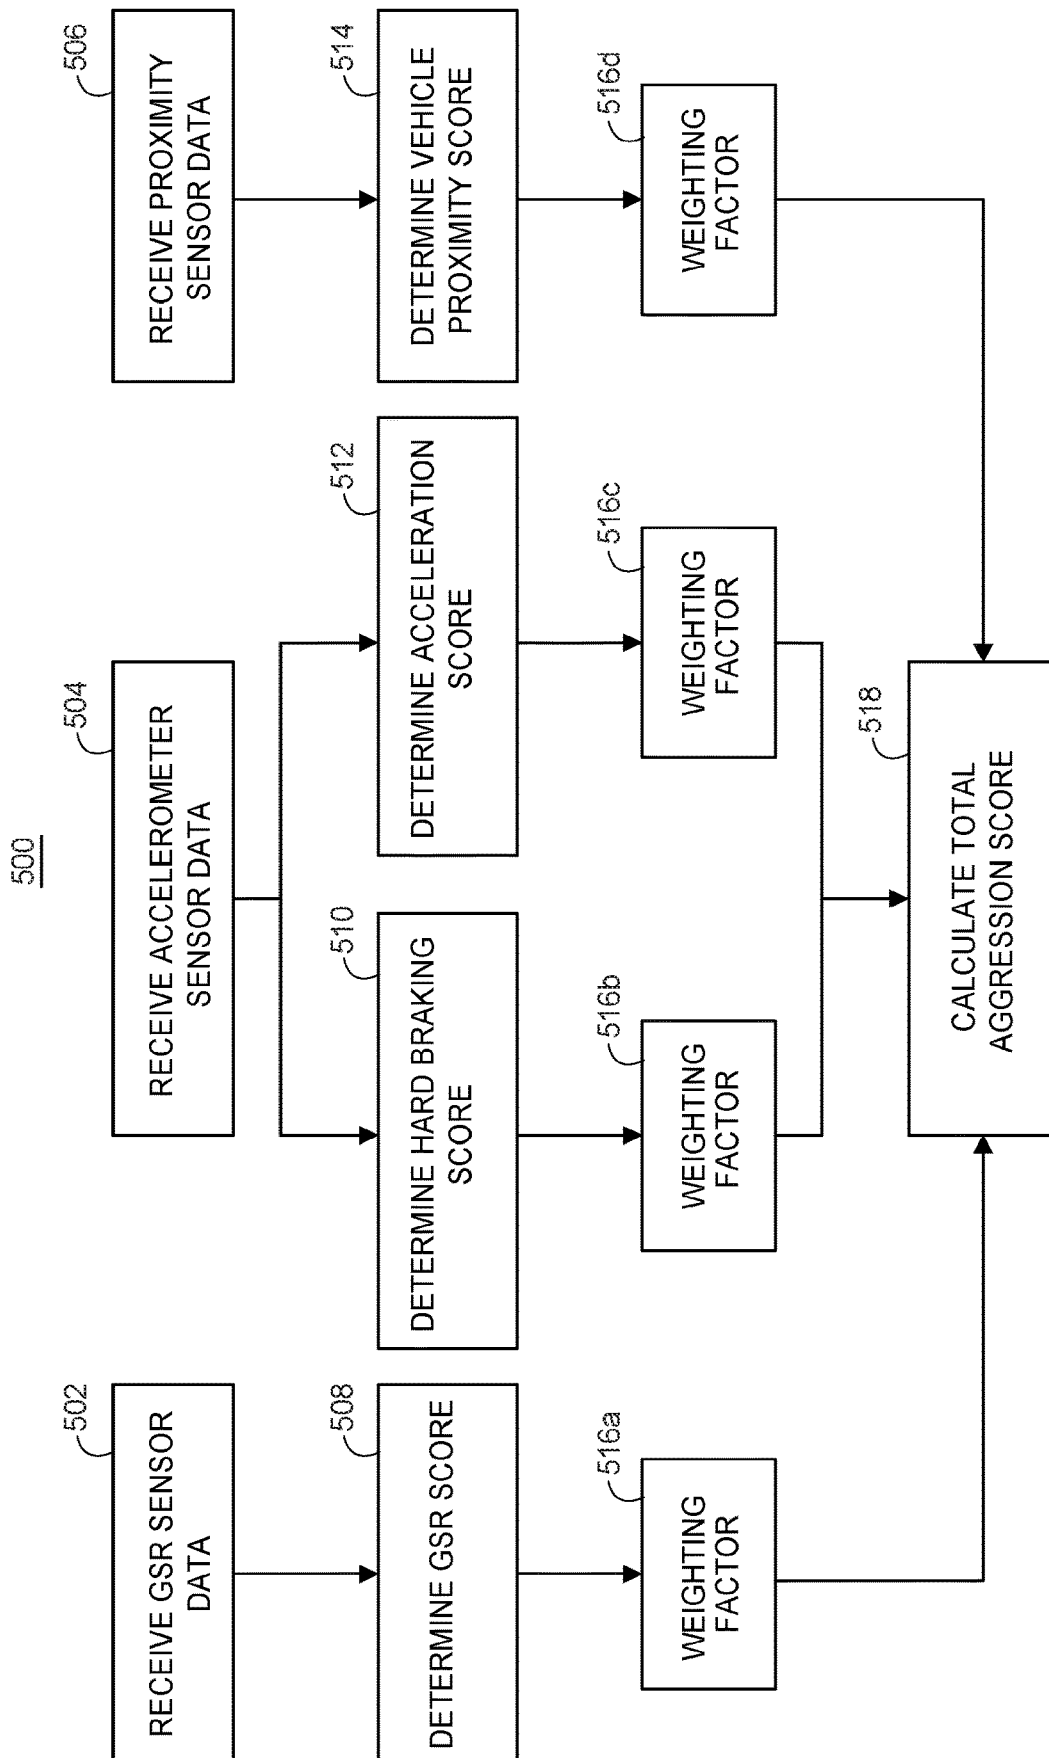 500
502
RECEIVE GSR SENSOR
DATA
504
RECEIVE ACCELEROMETER
SENSOR DATA
506
RECEIVE PROXIMITY
SENSOR DATA
508
DETERMINE GSR SCORE
510
DETERMINE HARD BRAKING
SCORE
512
DETERMINE ACCELERATION
SCORE
514
DETERMINE VEHICLE
PROXIMITY SCORE
516a
WEIGHTING
FACTOR
516b
WEIGHTING
FACTOR
516c
WEIGHTING
FACTOR
516d
WEIGHTING
FACTOR
518
CALCULATE TOTAL
AGGRESSION SCORE